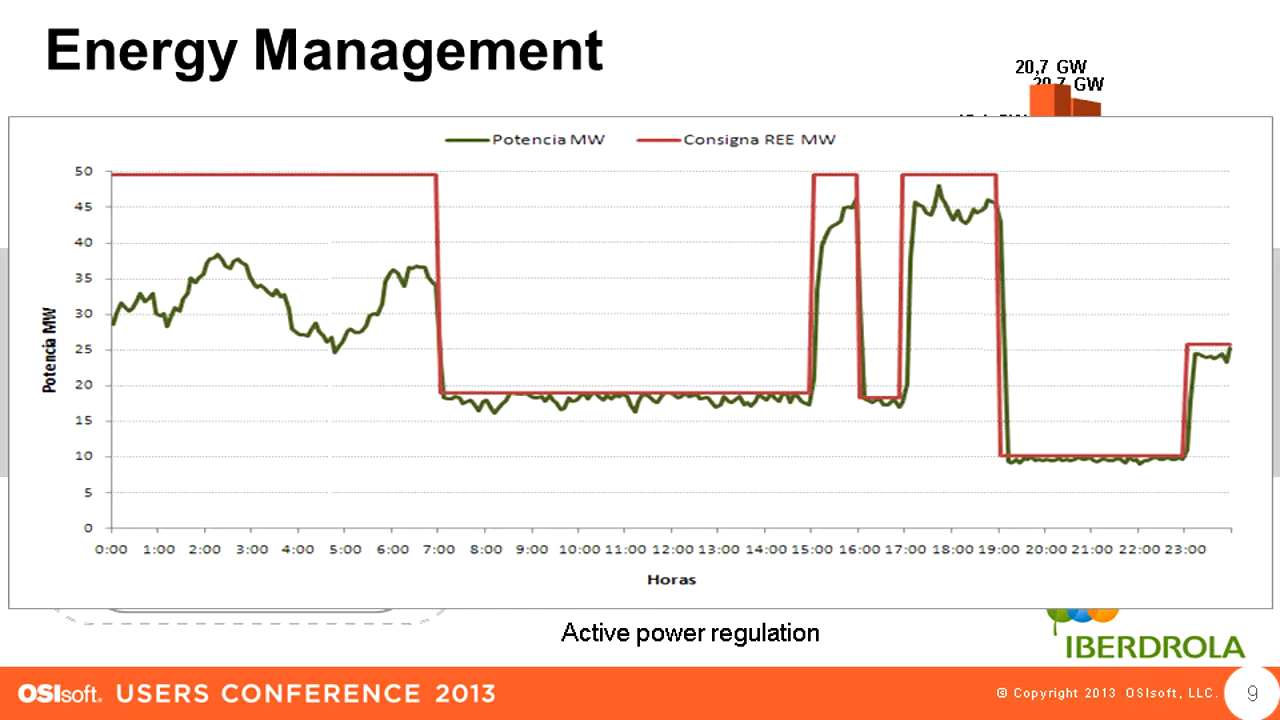 Energy Management
20,7 GW
20,7 GW
Potencia MW
Consigna REE MW
50
45
40
35
30
25
20
15
10
5
0
Potencia MW
0:00 1:00 2:00 3:00 4:00 5:00 6:00 7:00 8:00 9:00 10:00 11:00 12:00 13:00 14:00 15:00 16:00 17:00 18:00 19:00 20:00 21:00 22:00 23:00
Horas
Active power regulation
IBERDROLA
OSIsoft. USERS CONFERENCE 2013
© Copyright 2013 OSIsoft, LLC.
9